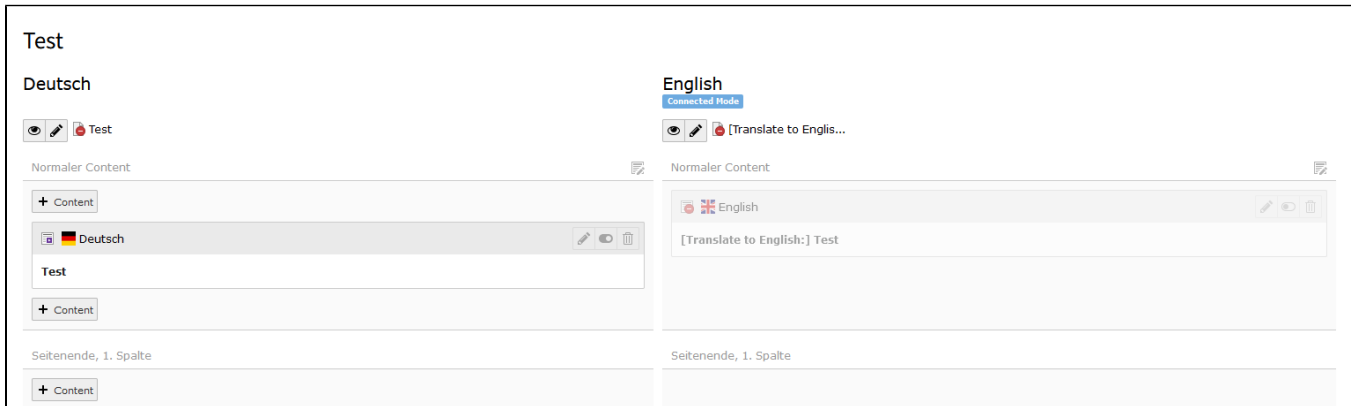 Test
Deutsch
English
Connected Mode
Test
[Translate to Englis...
Normaler Content
Normaler Content
+ Content
Deutsch
English
Test
[Translate to English:] Test
+ Content
Seitenende, 1. Spalte
Seitenende, 1. Spalte
+ Content